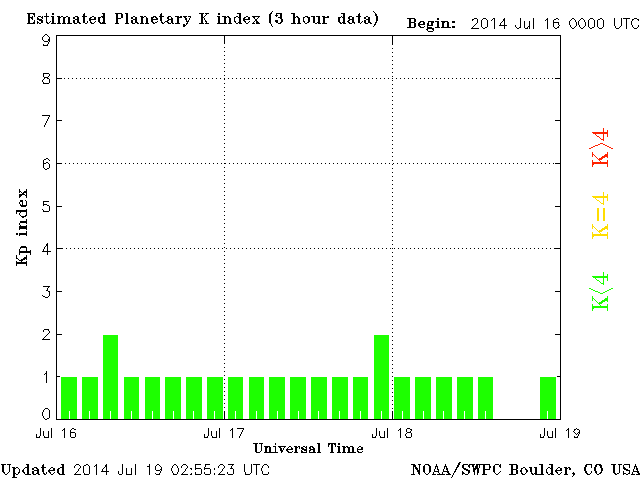 Estimated Planetary K index (3 hour data) Begin: 2014 Jul 16 0000 UTC
9
8
7
6
5
4
3
2
1
0
Kp index
K>4
K=4
K<4
Jul 16 Jul 17 Jul 18 Jul 19
Universal Time
Updated 2014 Jul 19 02:55:23 UTC NOAA/SWPC Boulder, CO USA